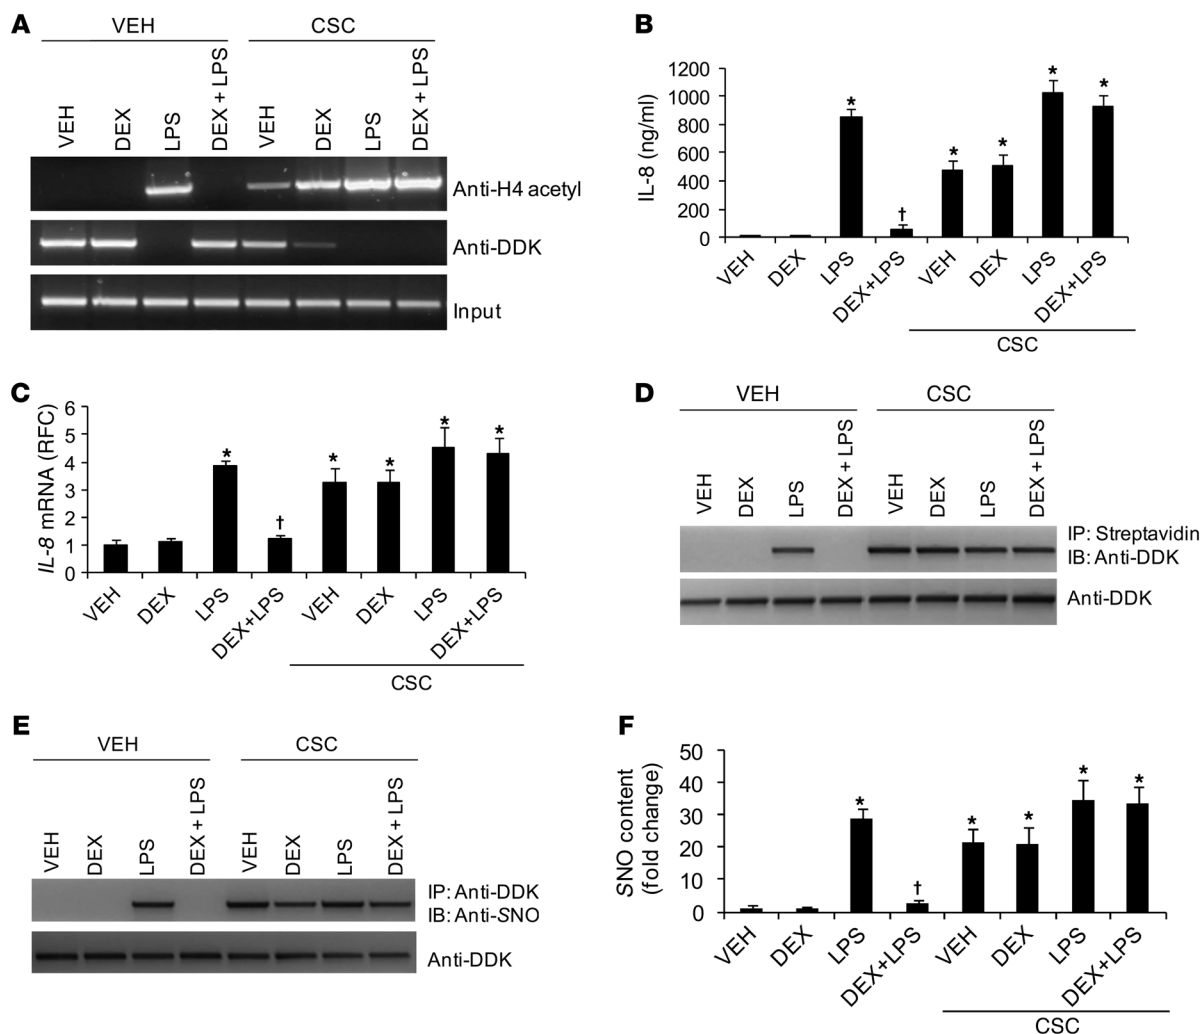 A
VEH
CSC
VEH
DEX
LPS
DEX + LPS
VEH
DEX
LPS
DEX + LPS
Anti-H4 acetyl
Anti-DDK
Input
B
IL-8 (ng/ml)
1200
1000
800
600
400
200
0
*
†
*
*
*
*
VEH
DEX
LPS
DEX+LPS
VEH
DEX
LPS
DEX+LPS
CSC
C
IL-8 mRNA (RFC)
6
5
4
3
2
1
0
*
†
*
*
*
*
VEH
DEX
LPS
DEX+LPS
VEH
DEX
LPS
DEX+LPS
CSC
D
VEH
CSC
VEH
DEX
LPS
DEX + LPS
VEH
DEX
LPS
DEX + LPS
IP: Streptavidin
IB: Anti-DDK
Anti-DDK
E
VEH
CSC
VEH
DEX
LPS
DEX + LPS
VEH
DEX
LPS
DEX + LPS
IP: Anti-DDK
IB: Anti-SNO
Anti-DDK
F
SNO content
(fold change)
50
40
30
20
10
0
*
†
*
*
*
*
VEH
DEX
LPS
DEX+LPS
VEH
DEX
LPS
DEX+LPS
CSC